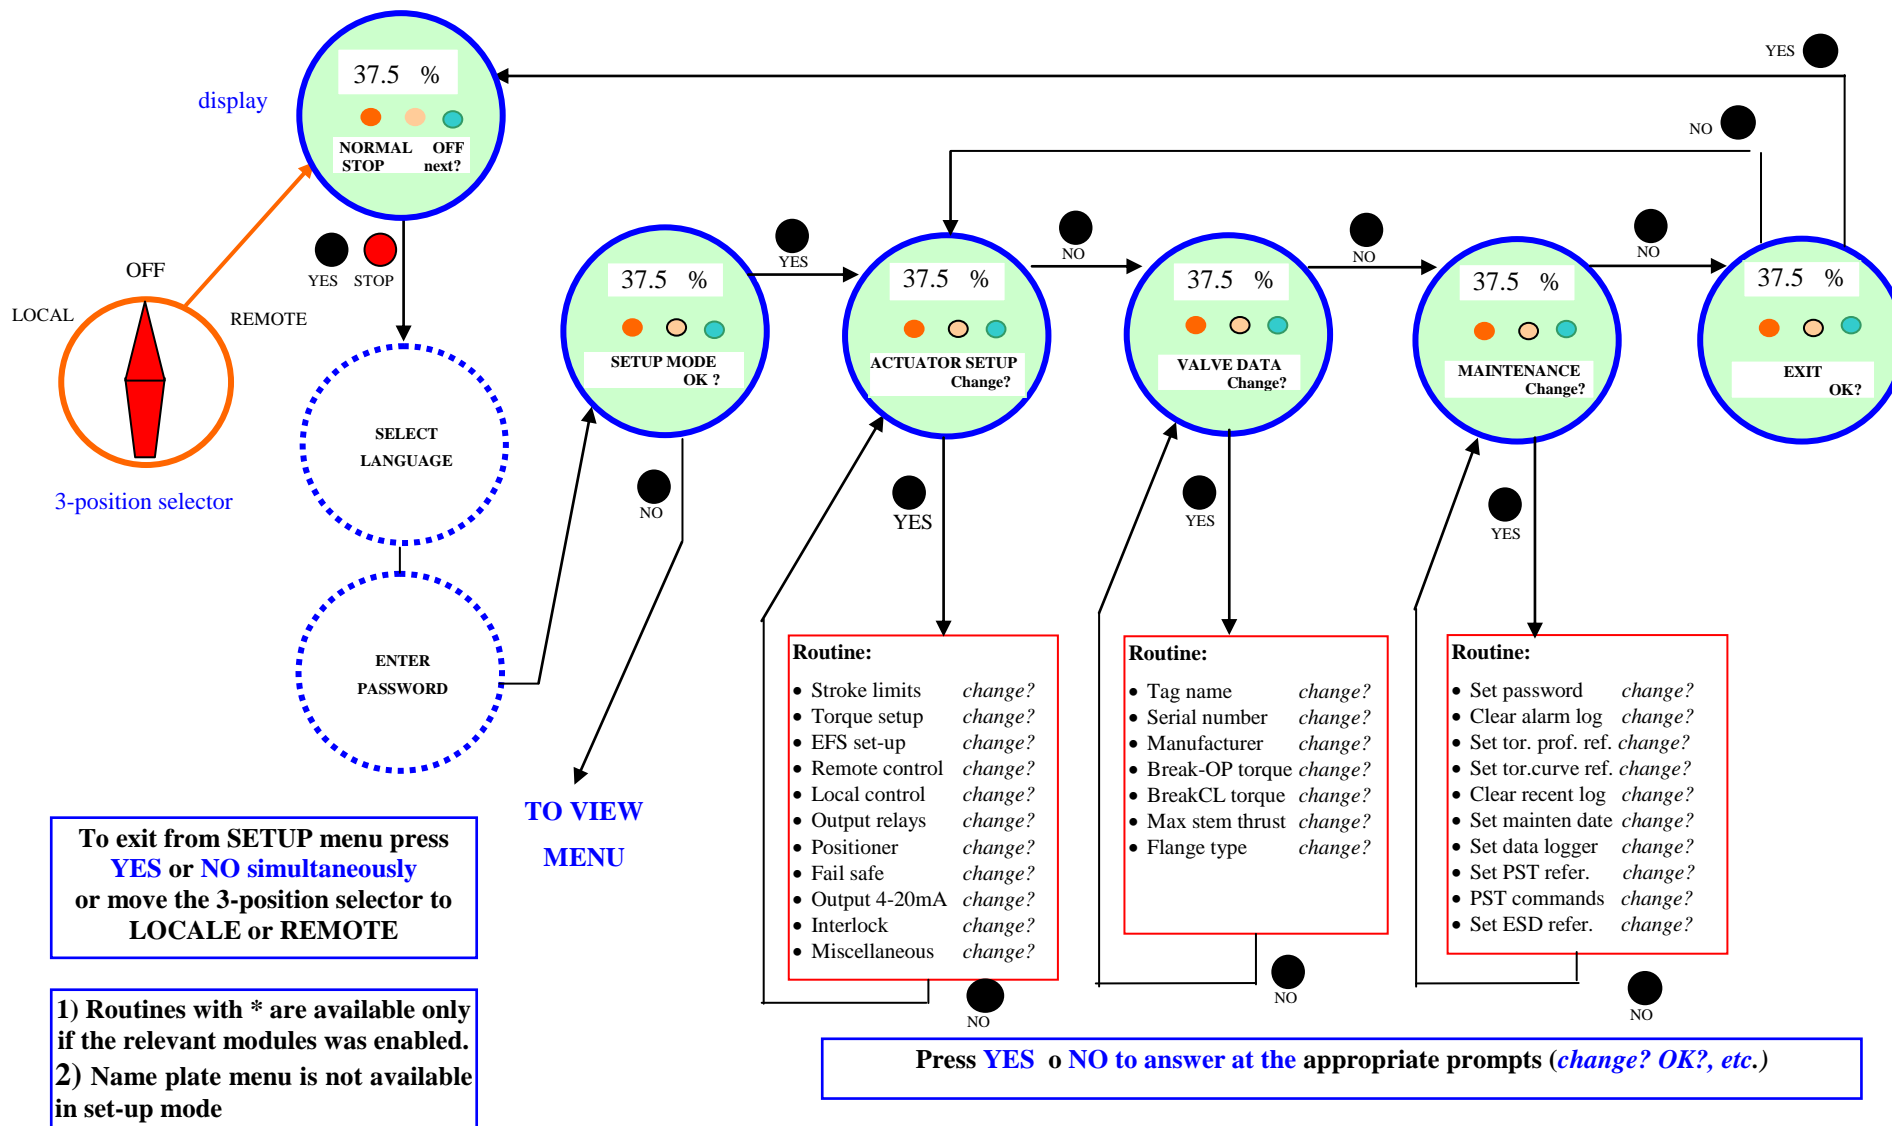 37.5 %
display
NORMAL OFF
STOP next?
YES
NO
YES STOP
OFF
LOCAL
REMOTE
3-position selector
SELECT
LANGUAGE
ENTER
PASSWORD
37.5 %
SETUP MODE
OK ?
YES
NO
TO VIEW
MENU
37.5 %
ACTUATOR SETUP
Change?
NO
YES
37.5 %
VALVE DATA
Change?
NO
YES
37.5 %
MAINTENANCE
Change?
NO
YES
37.5 %
EXIT
OK?
Routine:
• Stroke limits change?
• Torque setup change?
• EFS set-up change?
• Remote control change?
• Local control change?
• Output relays change?
• Positioner change?
• Fail safe change?
• Output 4-20mA change?
• Interlock change?
• Miscellaneous change?
NO
Routine:
• Tag name change?
• Serial number change?
• Manufacturer change?
• Break-OP torque change?
• BreakCL torque change?
• Max stem thrust change?
• Flange type change?
NO
Routine:
• Set password change?
• Clear alarm log change?
• Set tor. prof. ref. change?
• Set tor.curve ref. change?
• Clear recent log change?
• Set mainten date change?
• Set data logger change?
• Set PST refer. change?
• PST commands change?
• Set ESD refer. change?
NO
To exit from SETUP menu press
YES or NO simultaneously
or move the 3-position selector to
LOCALE or REMOTE
1) Routines with * are available only
if the relevant modules was enabled.
2) Name plate menu is not available
in set-up mode
Press YES o NO to answer at the appropriate prompts (change? OK?, etc.)